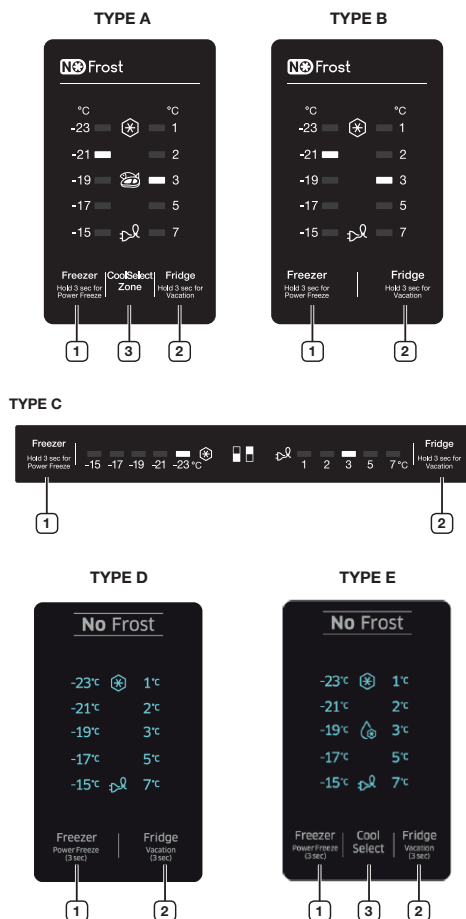 TYPE A
TYPE B
NO Frost
NO Frost
°C °C
-23 1
-21 2
-19 3
-17 5
-15 7
Freezer
Hold 3 sec for
Power Freeze
CoolSelect
Zone
Fridge
Hold 3 sec for
Vacation
1
3
2
°C °C
-23 1
-21 2
-19 3
-17 5
-15 7
Freezer
Hold 3 sec for
Power Freeze
Fridge
Hold 3 sec for
Vacation
1
2
TYPE C
Freezer
Hold 3 sec for
Power Freeze
-15 -17 -19 -21 -23 °C
1 2 3 5 7 °C
Fridge
Hold 3 sec for
Vacation
1
2
TYPE D
TYPE E
No Frost
-23°c 1°c
-21°c 2°c
-19°c 3°c
-17°c 5°c
-15°c 7°c
Freezer
Power Freeze
(3 sec)
Fridge
Vacation
(3 sec)
1
2
No Frost
-23°c 1°c
-21°c 2°c
-19°c 3°c
-17°c 5°c
-15°c 7°c
Freezer
Power Freeze
(3 sec)
Cool
Select
Fridge
Vacation
(3 sec)
1
3
2